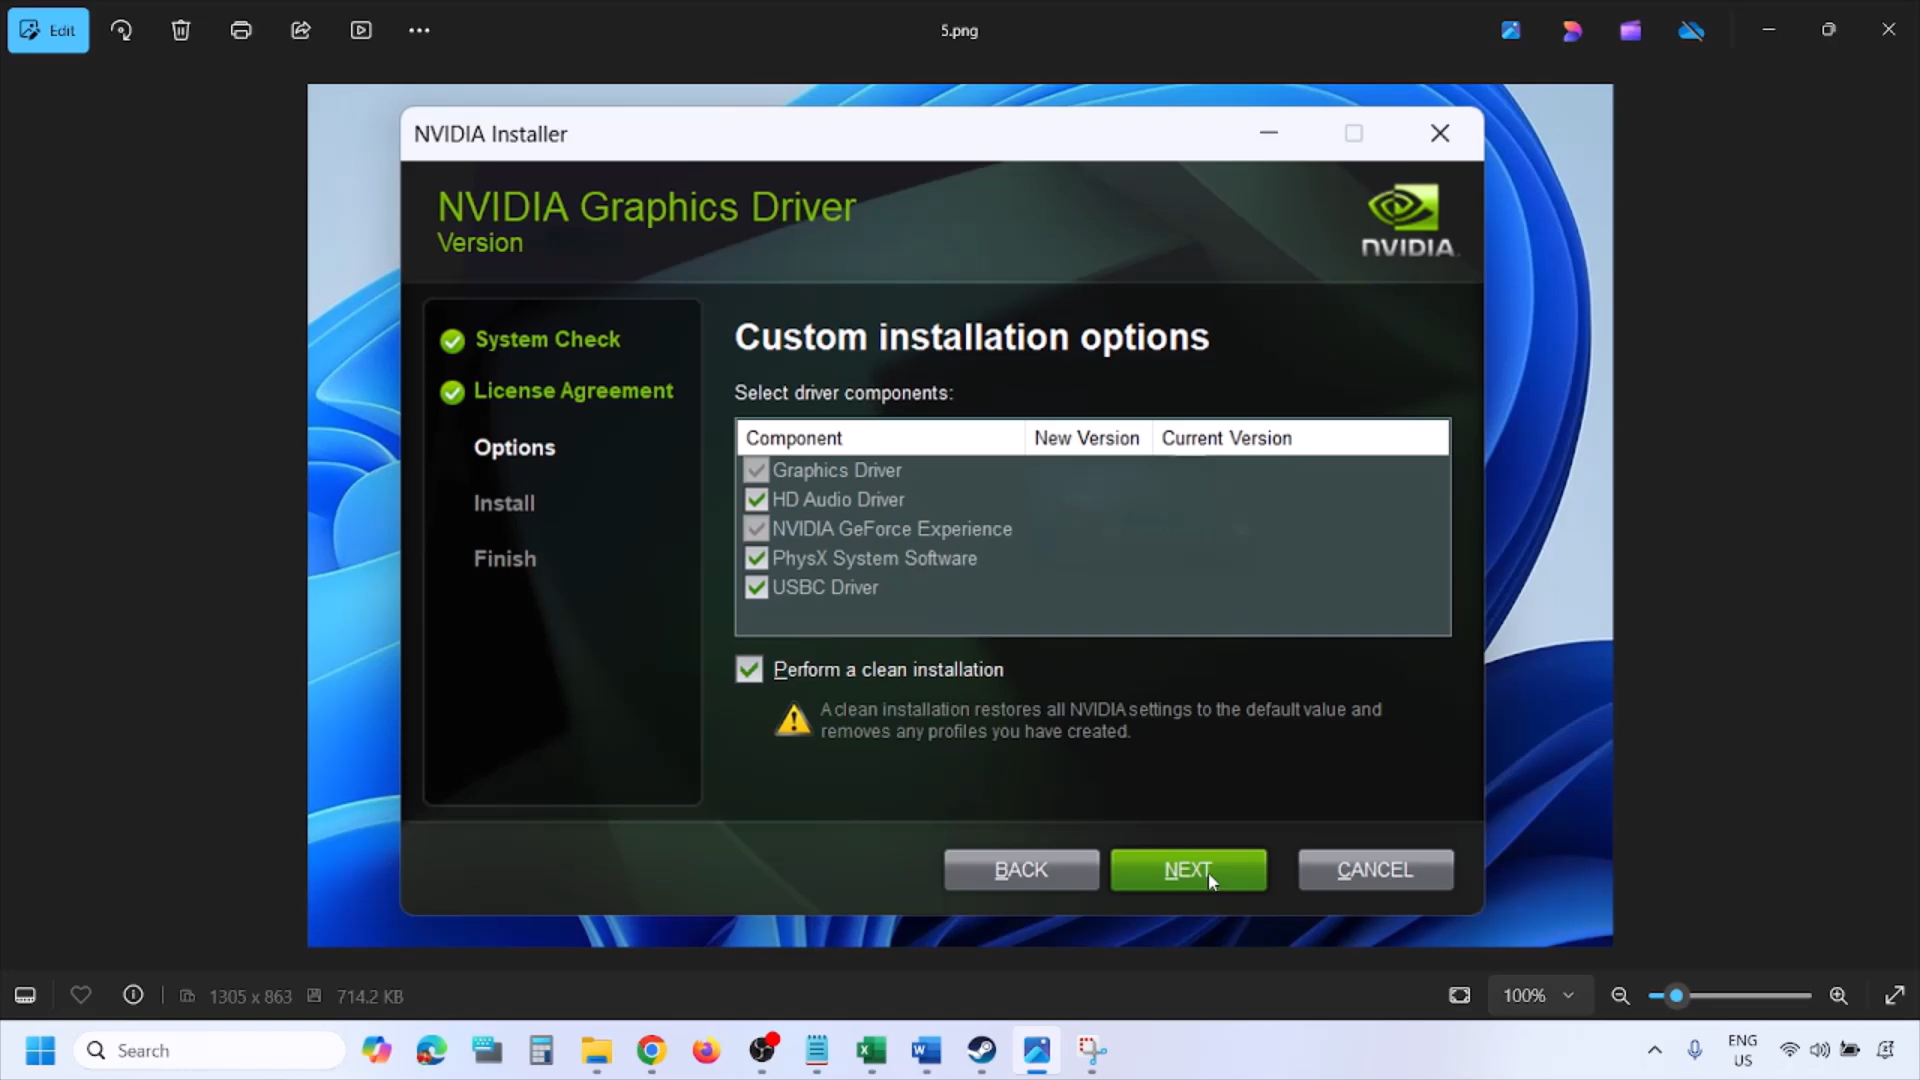 Edit
5.png
NVIDIA Installer
NVIDIA Graphics Driver
Version
NVIDIA.
System Check
License Agreement
Options
Install
Finish
Custom installation options
Select driver components:
Component New Version Current Version
Graphics Driver
HD Audio Driver
NVIDIA GeForce Experience
PhysX System Software
USBC Driver
Perform a clean installation
A clean installation restores all NVIDIA settings to the default value and
removes any profiles you have created.
BACK NEXT CANCEL
1305 x 863 714.2 KB
100%
Search
ENG
US